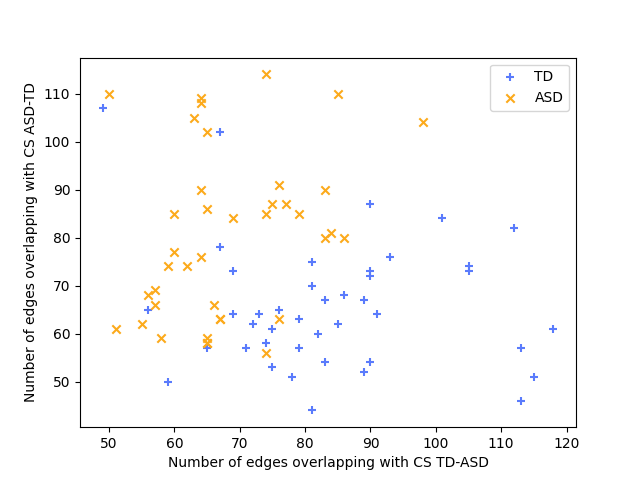 TD
ASD
110
100
90
80
70
60
50
Number of edges overlapping with CS ASD-TD
50 60 70 80 90 100 110 120
Number of edges overlapping with CS TD-ASD